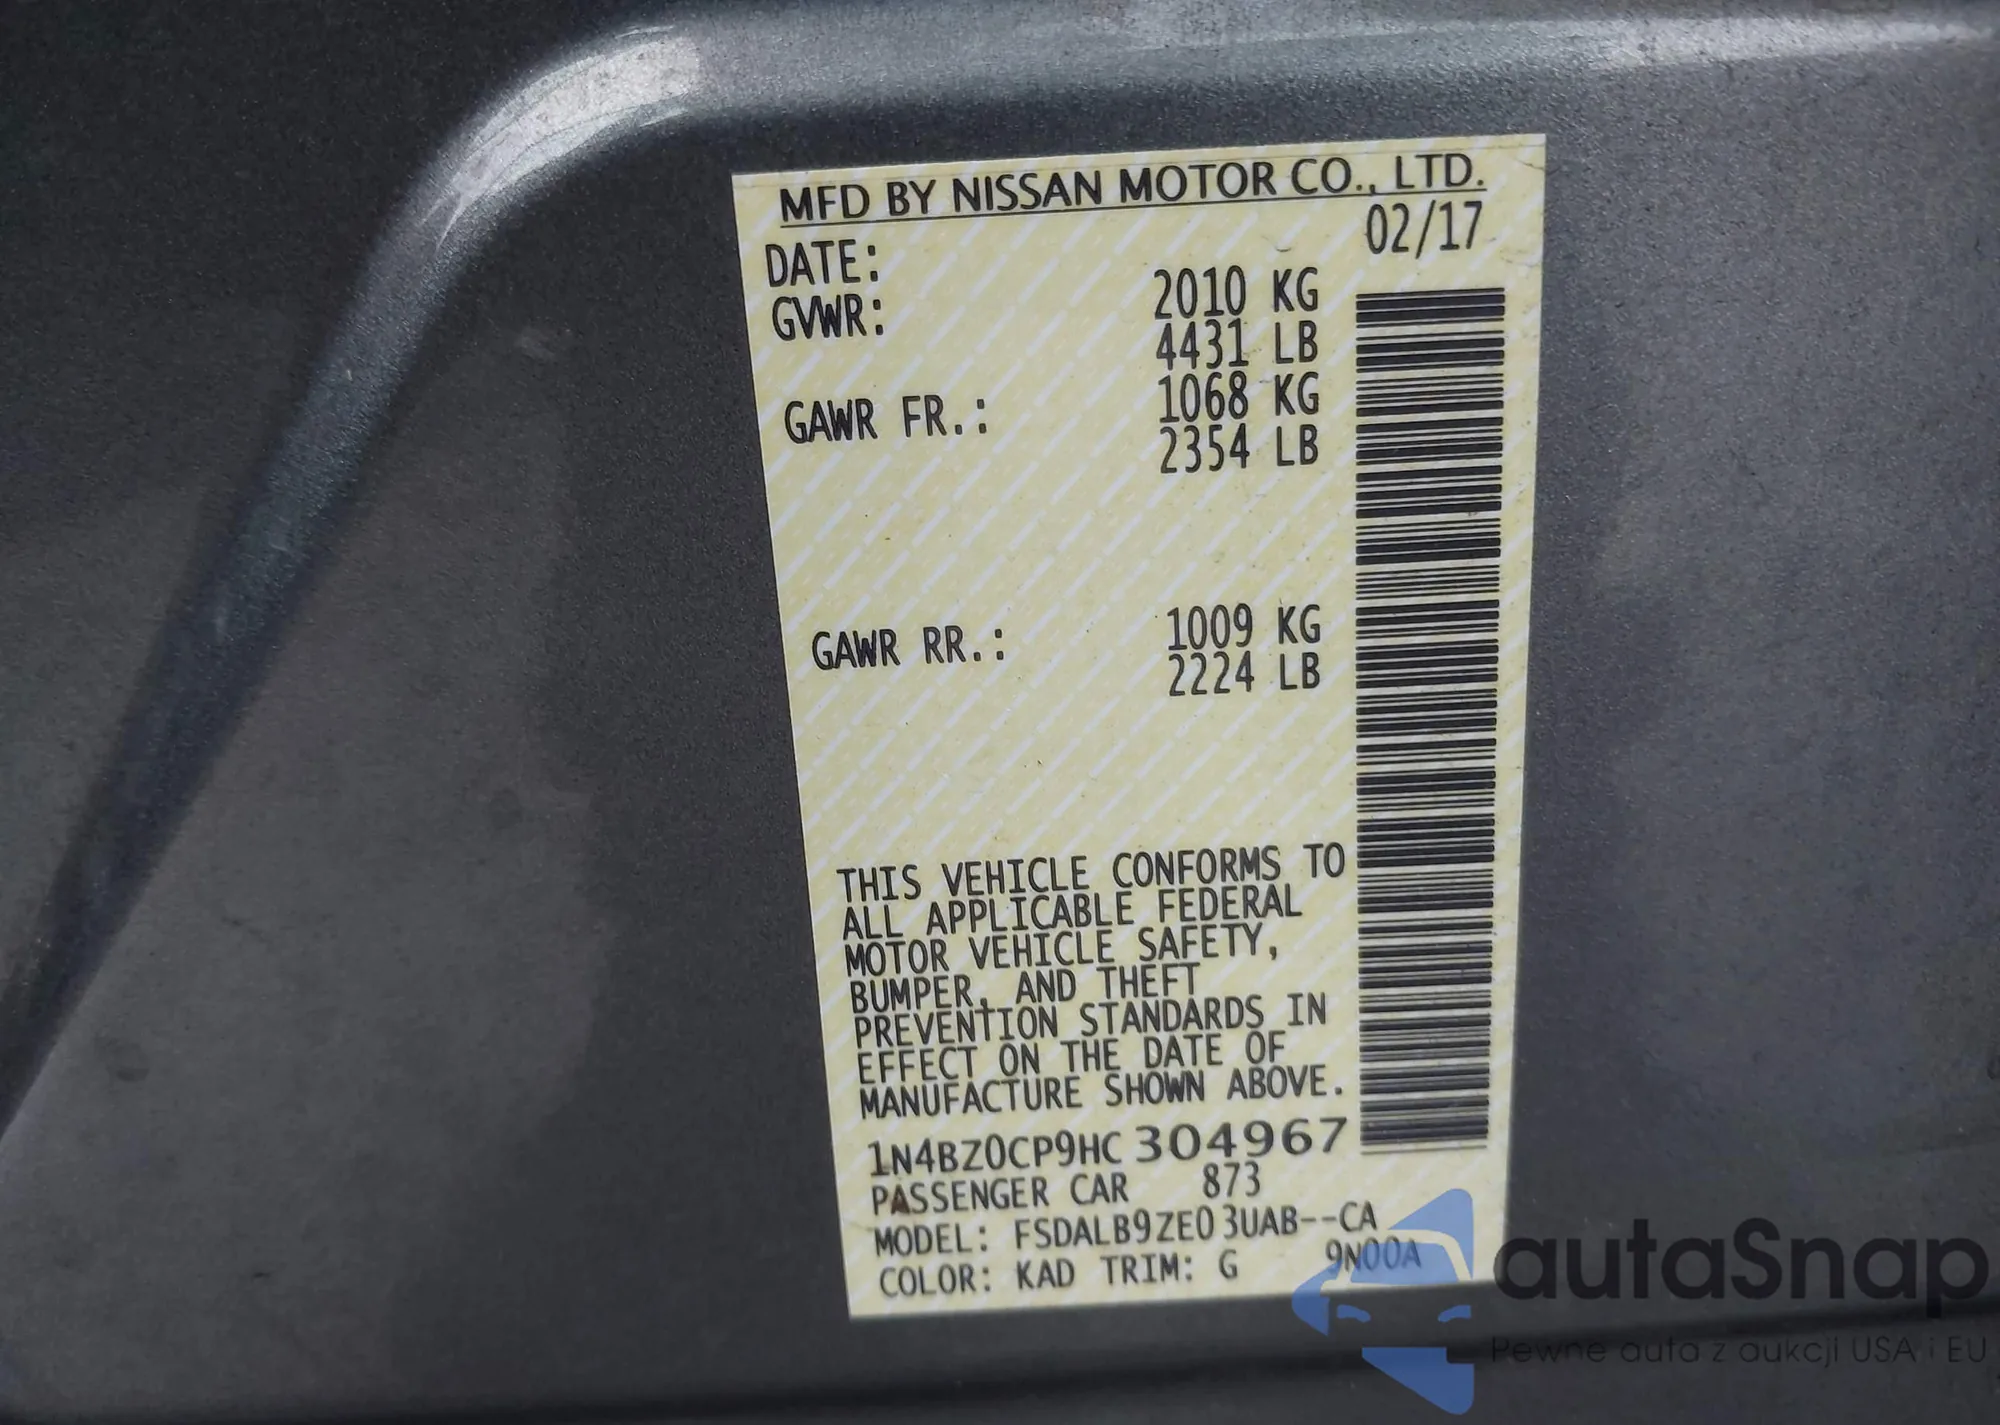 MFD BY NISSAN MOTOR CO., LTD.
DATE: 02/17
GVWR: 2010 KG
4431 LB
GAWR FR.: 1068 KG
2354 LB
GAWR RR.: 1009 KG
2224 LB
THIS VEHICLE CONFORMS TO
ALL APPLICABLE FEDERAL
MOTOR VEHICLE SAFETY,
BUMPER, AND THEFT
PREVENTION STANDARDS IN
EFFECT ON THE DATE OF
MANUFACTURE SHOWN ABOVE.
1N4BZ0CP9HC 304967
PASSENGER CAR 873
MODEL: FSDALB9ZE03UAB--CA
COLOR: KAD TRIM: G 9N00A
autaSnap
Pewne auta z aukcji USA i EU